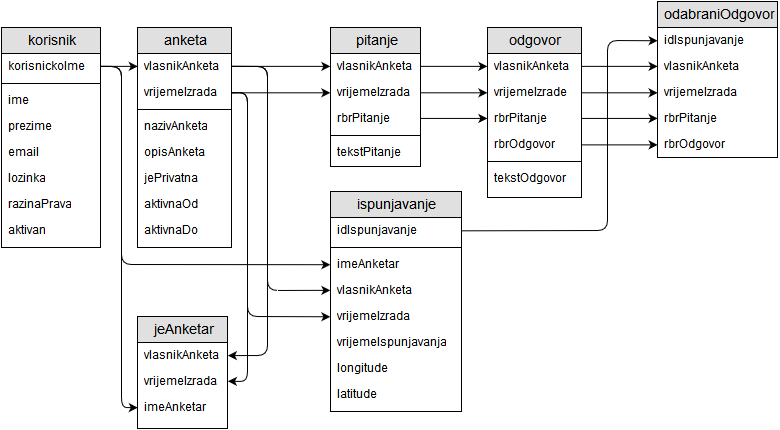 korisnik
korisnickoIme
ime
prezime
email
lozinka
razinaPrava
aktivan
anketa
vlasnikAnketa
vrijemeIzrada
nazivAnketa
opisAnketa
jePrivatna
aktivnaOd
aktivnaDo
pitanje
vlasnikAnketa
vrijemeIzrada
rbrPitanje
tekstPitanje
odgovor
vlasnikAnketa
vrijemeIzrade
rbrPitanje
rbrOdgovor
tekstOdgovor
odabraniOdgovor
idIspunjavanje
vlasnikAnketa
vrijemeIzrada
rbrPitanje
rbrOdgovor
ispunjavanje
idIspunjavanje
imeAnketar
vlasnikAnketa
vrijemeIzrada
vrijemeIspunjavanja
longitude
latitude
jeAnketar
vlasnikAnketa
vrijemeIzrada
imeAnketar